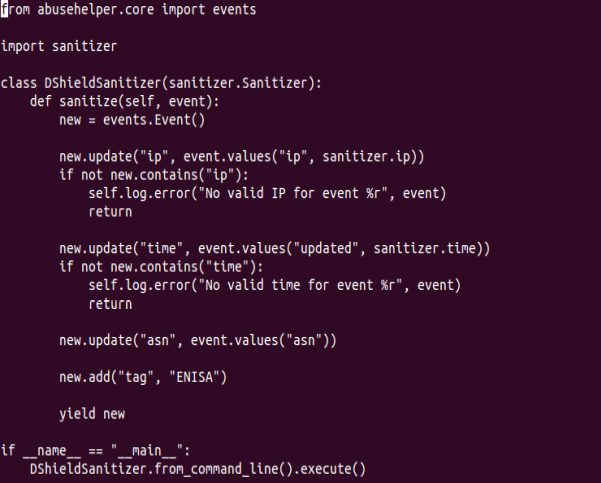 from abusehelper.core import events

import sanitizer

class DShieldSanitizer(sanitizer.Sanitizer):
    def sanitize(self, event):
        new = events.Event()

        new.update("ip", event.values("ip", sanitizer.ip))
        if not new.contains("ip"):
            self.log.error("No valid IP for event %r", event)
            return

        new.update("time", event.values("updated", sanitizer.time))
        if not new.contains("time"):
            self.log.error("No valid time for event %r", event)
            return

        new.update("asn", event.values("asn"))

        new.add("tag", "ENISA")

        yield new

if __name__ == "__main__":
    DShieldSanitizer.from_command_line().execute()